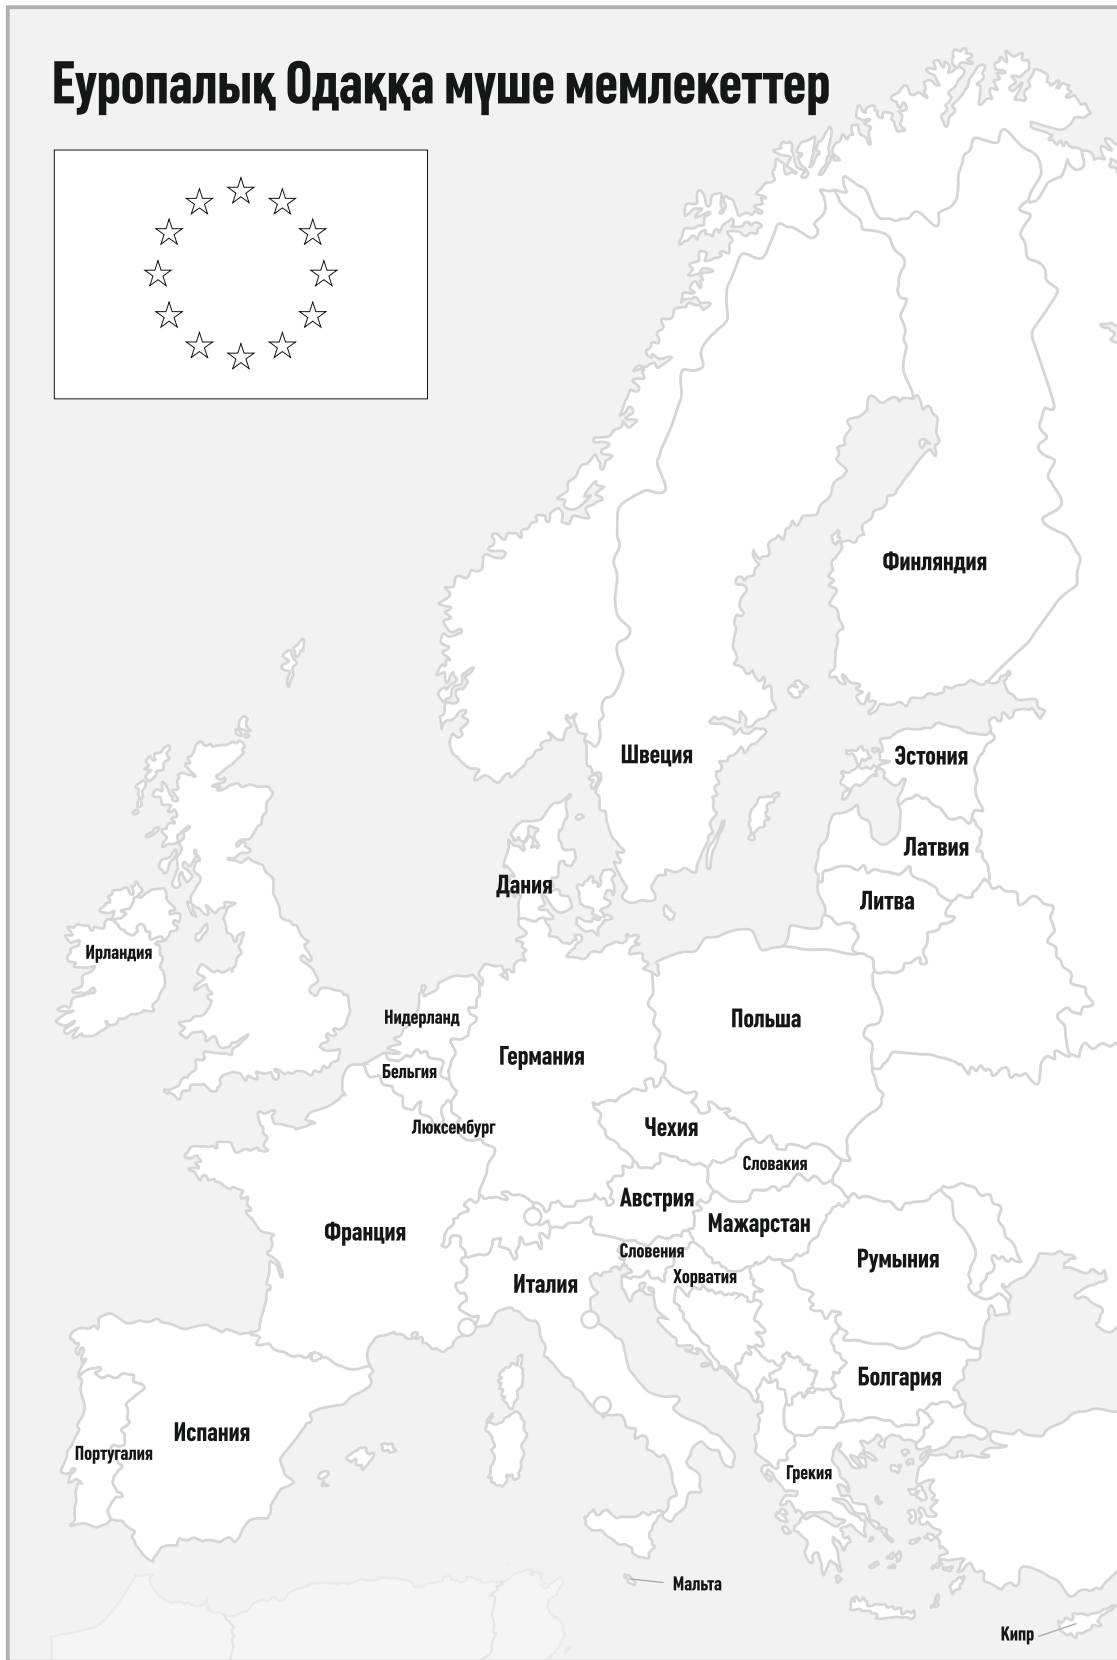 Еуропалық Одаққа мүше мемлекеттер
Финляндия
Швеция
Эстония
Латвия
Дания
Литва
Ирландия
Нидерланд
Польша
Германия
Бельгия
Люксембург
Чехия
Словакия
Австрия
Мажарстан
Франция
Словения
Румыния
Хорватия
Италия
Болгария
Испания
Португалия
Грекия
Мальта
Кипр